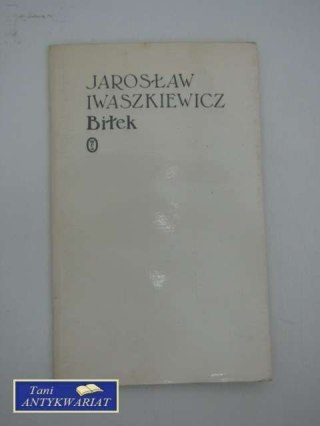 JAROSŁAW
IWASZKIEWICZ
Biłek
Tani
ANTYKWARIAT